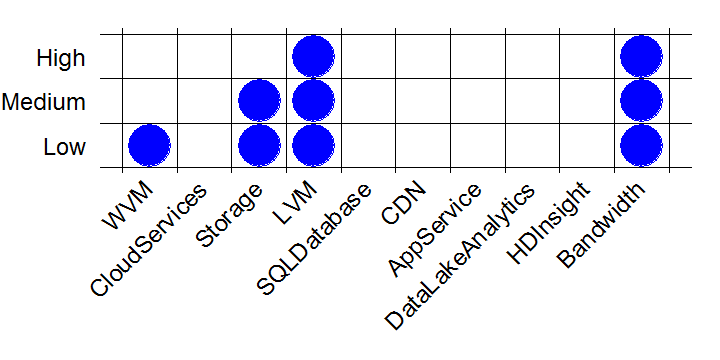 High
Medium
Low
WVM
CloudServices
Storage
LVM
SQLDatabase
CDN
AppService
DataLakeAnalytics
HDInsight
Bandwidth